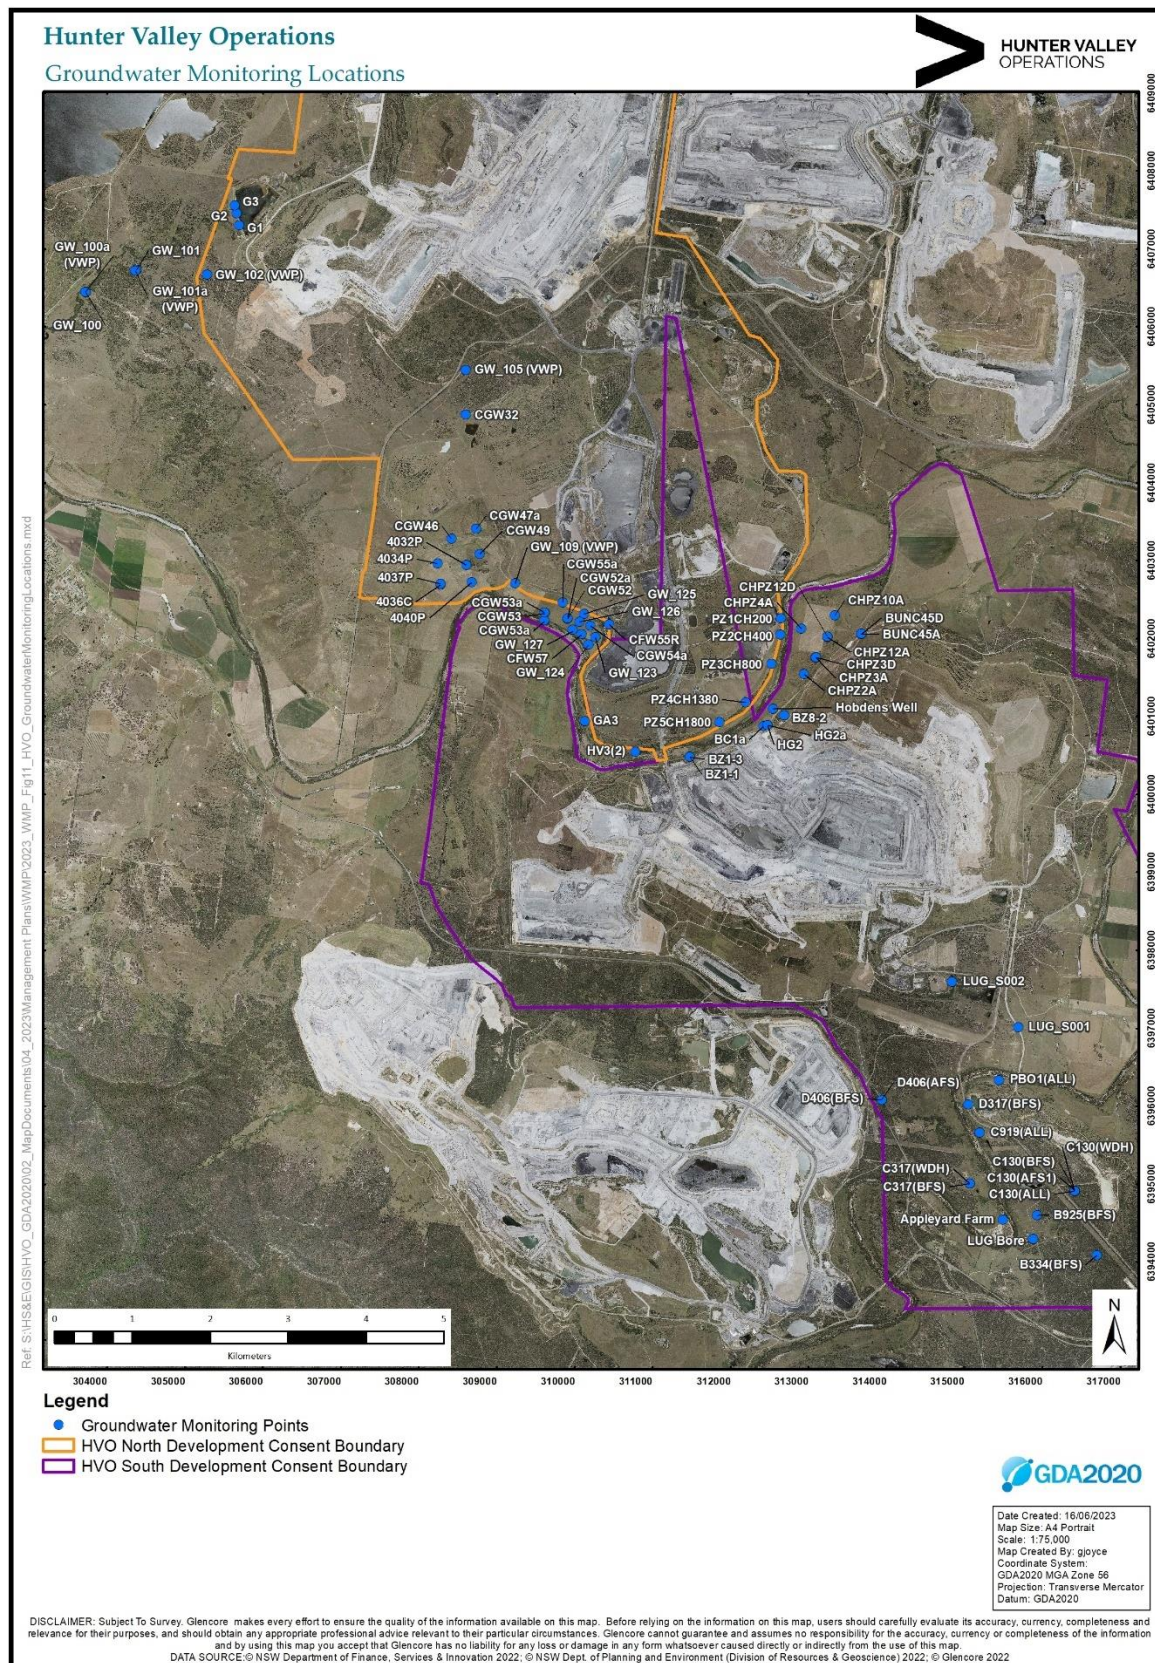 Hunter Valley Operations
Groundwater Monitoring Locations
HUNTER VALLEY
OPERATIONS
6409000
6408000
6407000
6406000
6405000
6404000
6403000
6402000
6401000
6400000
6399000
6398000
6397000
6396000
6395000
6394000
G3
G2
G1
GW_100a
(VWP)
GW_101
GW_102 (VWP)
GW_101a
(VWP)
GW_100
GW_105 (VWP)
CGW32
CGW47a
CGW46
CGW49
4032P
4034P
GW_109 (VWP)
4037P
CGW55a
CGW52a
CGW52
4036C
4040P
GW_125
GW_126
CGW53a
CGW53
CGW53a
GW_127
CFW57
GW_124
CFW55R
CGW54a
GW_123
CHPZ12D
CHPZ4A
PZ1CH200
PZ2CH400
PZ3CH800
CHPZ10A
BUNC45D
BUNC45A
CHPZ12A
CHPZ3D
CHPZ3A
CHPZ2A
PZ4CH1380
Hobdens Well
PZ5CH1800
BZ8-2
BC1a
HG2a
HG2
GA3
HV3(2)
BZ1-3
BZ1-1
LUG_S002
LUG_S001
PBO1(ALL)
D406(AFS)
D406(BFS)
D317(BFS)
C919(ALL)
C130(WDH)
C130(BFS)
C130(AFS1)
C130(ALL)
C317(WDH)
C317(BFS)
B925(BFS)
Appleyard Farm
LUG Bore
B334(BFS)
N
0 1 2 3 4 5
Kilometers
304000 305000 306000 307000 308000 309000 310000 311000 312000 313000 314000 315000 316000 317000
Ref: S:\HS&E\GIS\HVO_GDA2020\02_MapDocuments\04_2023\Management Plans\WMP\2023_WMP_Fig11_HVO_GroundwaterMonitoringLocations.mxd
Legend
Groundwater Monitoring Points
HVO North Development Consent Boundary
HVO South Development Consent Boundary
GDA2020
Date Created: 16/06/2023
Map Size: A4 Portrait
Scale: 1:75,000
Map Created By: gjoyce
Coordinate System:
GDA2020 MGA Zone 56
Projection: Transverse Mercator
Datum: GDA2020
DISCLAIMER: Subject To Survey. Glencore makes every effort to ensure the quality of the information available on this map. Before relying on the information on this map, users should carefully evaluate its accuracy, currency, completeness and
relevance for their purposes, and should obtain any appropriate professional advice relevant to their particular circumstances. Glencore cannot guarantee and assumes no responsibility for the accuracy, currency or completeness of the information
and by using this map you accept that Glencore has no liability for any loss or damage in any form whatsoever caused directly or indirectly from the use of this map.
DATA SOURCE:© NSW Department of Finance, Services & Innovation 2022; © NSW Dept. of Planning and Environment (Division of Resources & Geoscience) 2022; © Glencore 2022